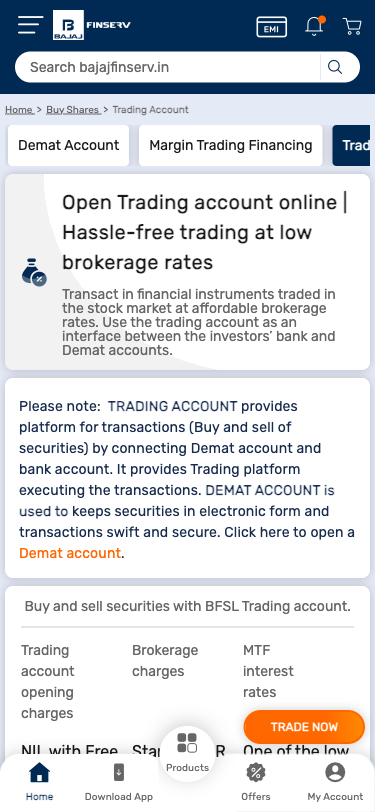 B
BAJAJ
FINSERV
EMI
Search bajajfinserv.in
Home > Buy Shares > Trading Account
Demat Account
Margin Trading Financing
Trad
Open Trading account online |
Hassle-free trading at low
brokerage rates
Transact in financial instruments traded in
the stock market at affordable brokerage
rates. Use the trading account as an
interface between the investors' bank and
Demat accounts.
Please note: TRADING ACCOUNT provides
platform for transactions (Buy and sell of
securities) by connecting Demat account and
bank account. It provides Trading platform
executing the transactions. DEMAT ACCOUNT is
used to keeps securities in electronic form and
transactions swift and secure. Click here to open a
Demat account.
Buy and sell securities with BFSL Trading account.
Trading
account
opening
charges
Brokerage
charges
MTF
interest
rates
TRADE NOW
NIL with Free
One of the low
Home
Download App
Products
Offers
My Account